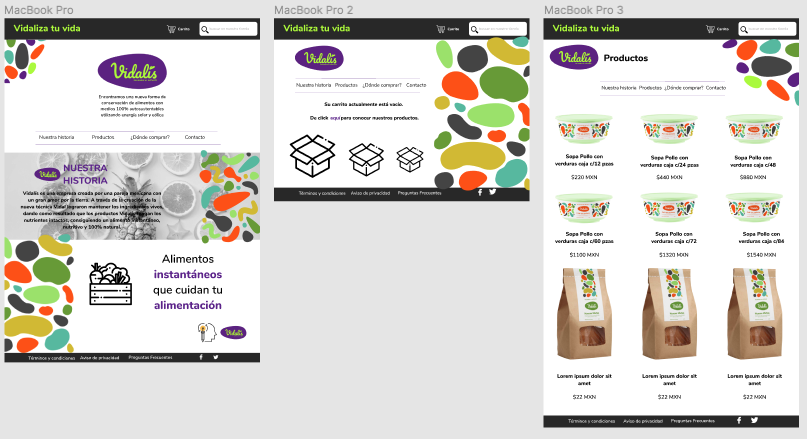 MacBook Pro
Vidaliza tu vida
Carrito
Vidalis
Encontramos una nueva forma de
conservación de alimentos con
medios 100% autosustentables
utilizando energía solar y eólica
Nuestra historia Productos ¿Dónde comprar? Contacto
NUESTRA
HISTORIA
Vidalis es una empresa creada por una pareja mexicana con
un gran amor por la tierra. A través de la creación de la
nueva técnica Vidal lograron mantener los ingredientes vivos,
dando como resultado que los productos Vidalis tengan los
nutrientes intactos, consiguiendo un alimento instantáneo,
nutritivo y 100% natural.
Alimentos
instantáneos
que cuidan tu
alimentación
Vidalis
Términos y condiciones Aviso de privacidad Preguntas Frecuentes
MacBook Pro 2
Vidaliza tu vida
Carrito
Vidalis
Nuestra historia Productos ¿Dónde comprar? Contacto
Su carrito actualmente está vacío.
De click aquí para conocer nuestros productos.
Términos y condiciones Aviso de privacidad Preguntas Frecuentes
MacBook Pro 3
Vidaliza tu vida
Carrito
Vidalis
Productos
Nuestra historia Productos ¿Dónde comprar? Contacto
Sopa Pollo con
verduras caja c/12 pzas
$220 MXN
Sopa Pollo con
verduras caja c/24 pzas
$440 MXN
Sopa Pollo con
verduras caja c/48
$880 MXN
Sopa Pollo con
verduras caja c/60 pzas
$1100 MXN
Sopa Pollo con
verduras caja c/72
$1320 MXN
Sopa Pollo con
verduras caja c/84
$1540 MXN
Lorem ipsum dolor sit
amet
$22 MXN
Lorem ipsum dolor sit
amet
$22 MXN
Lorem ipsum dolor sit
amet
$22 MXN
Términos y condiciones Aviso de privacidad Preguntas Frecuentes